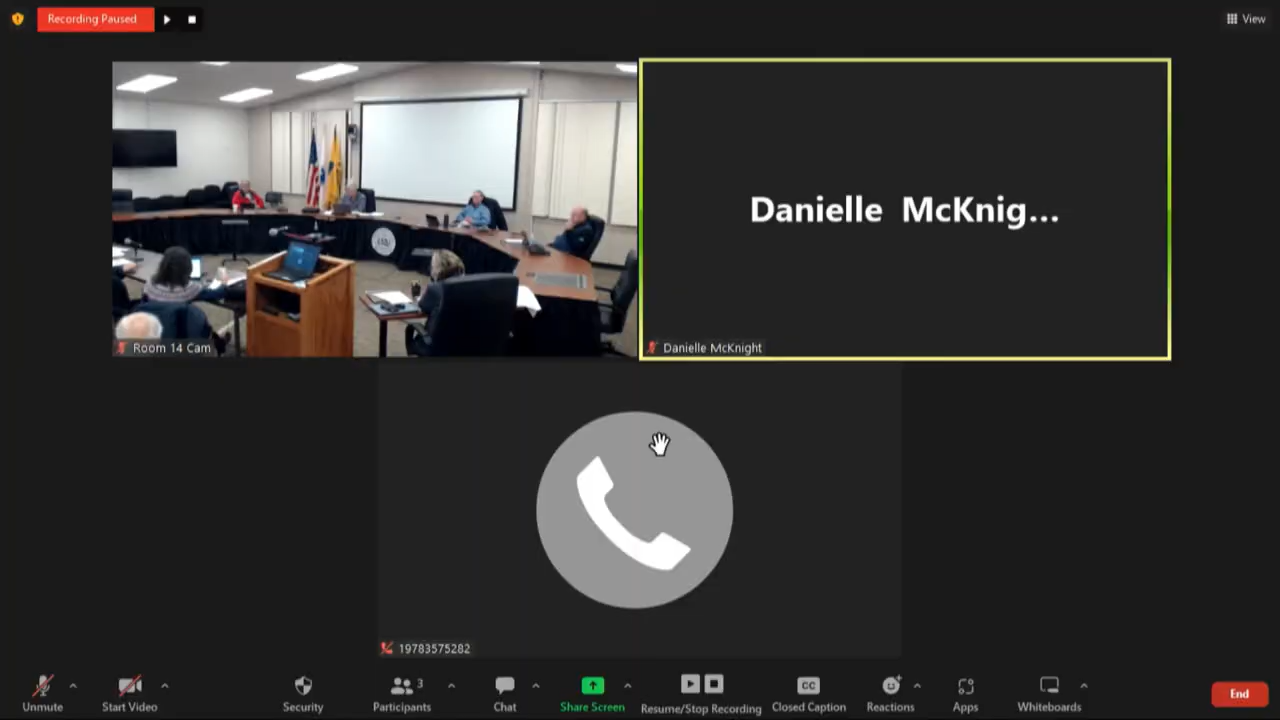 Recording Paused
View
Danielle McKnig...
Room 14 Cam
Danielle McKnight
19783575282
Unmute
Start Video
Security
Participants
3
Chat
Share Screen
Resume/Stop Recording
CC
Closed Caption
Reactions
Apps
Whiteboards
End